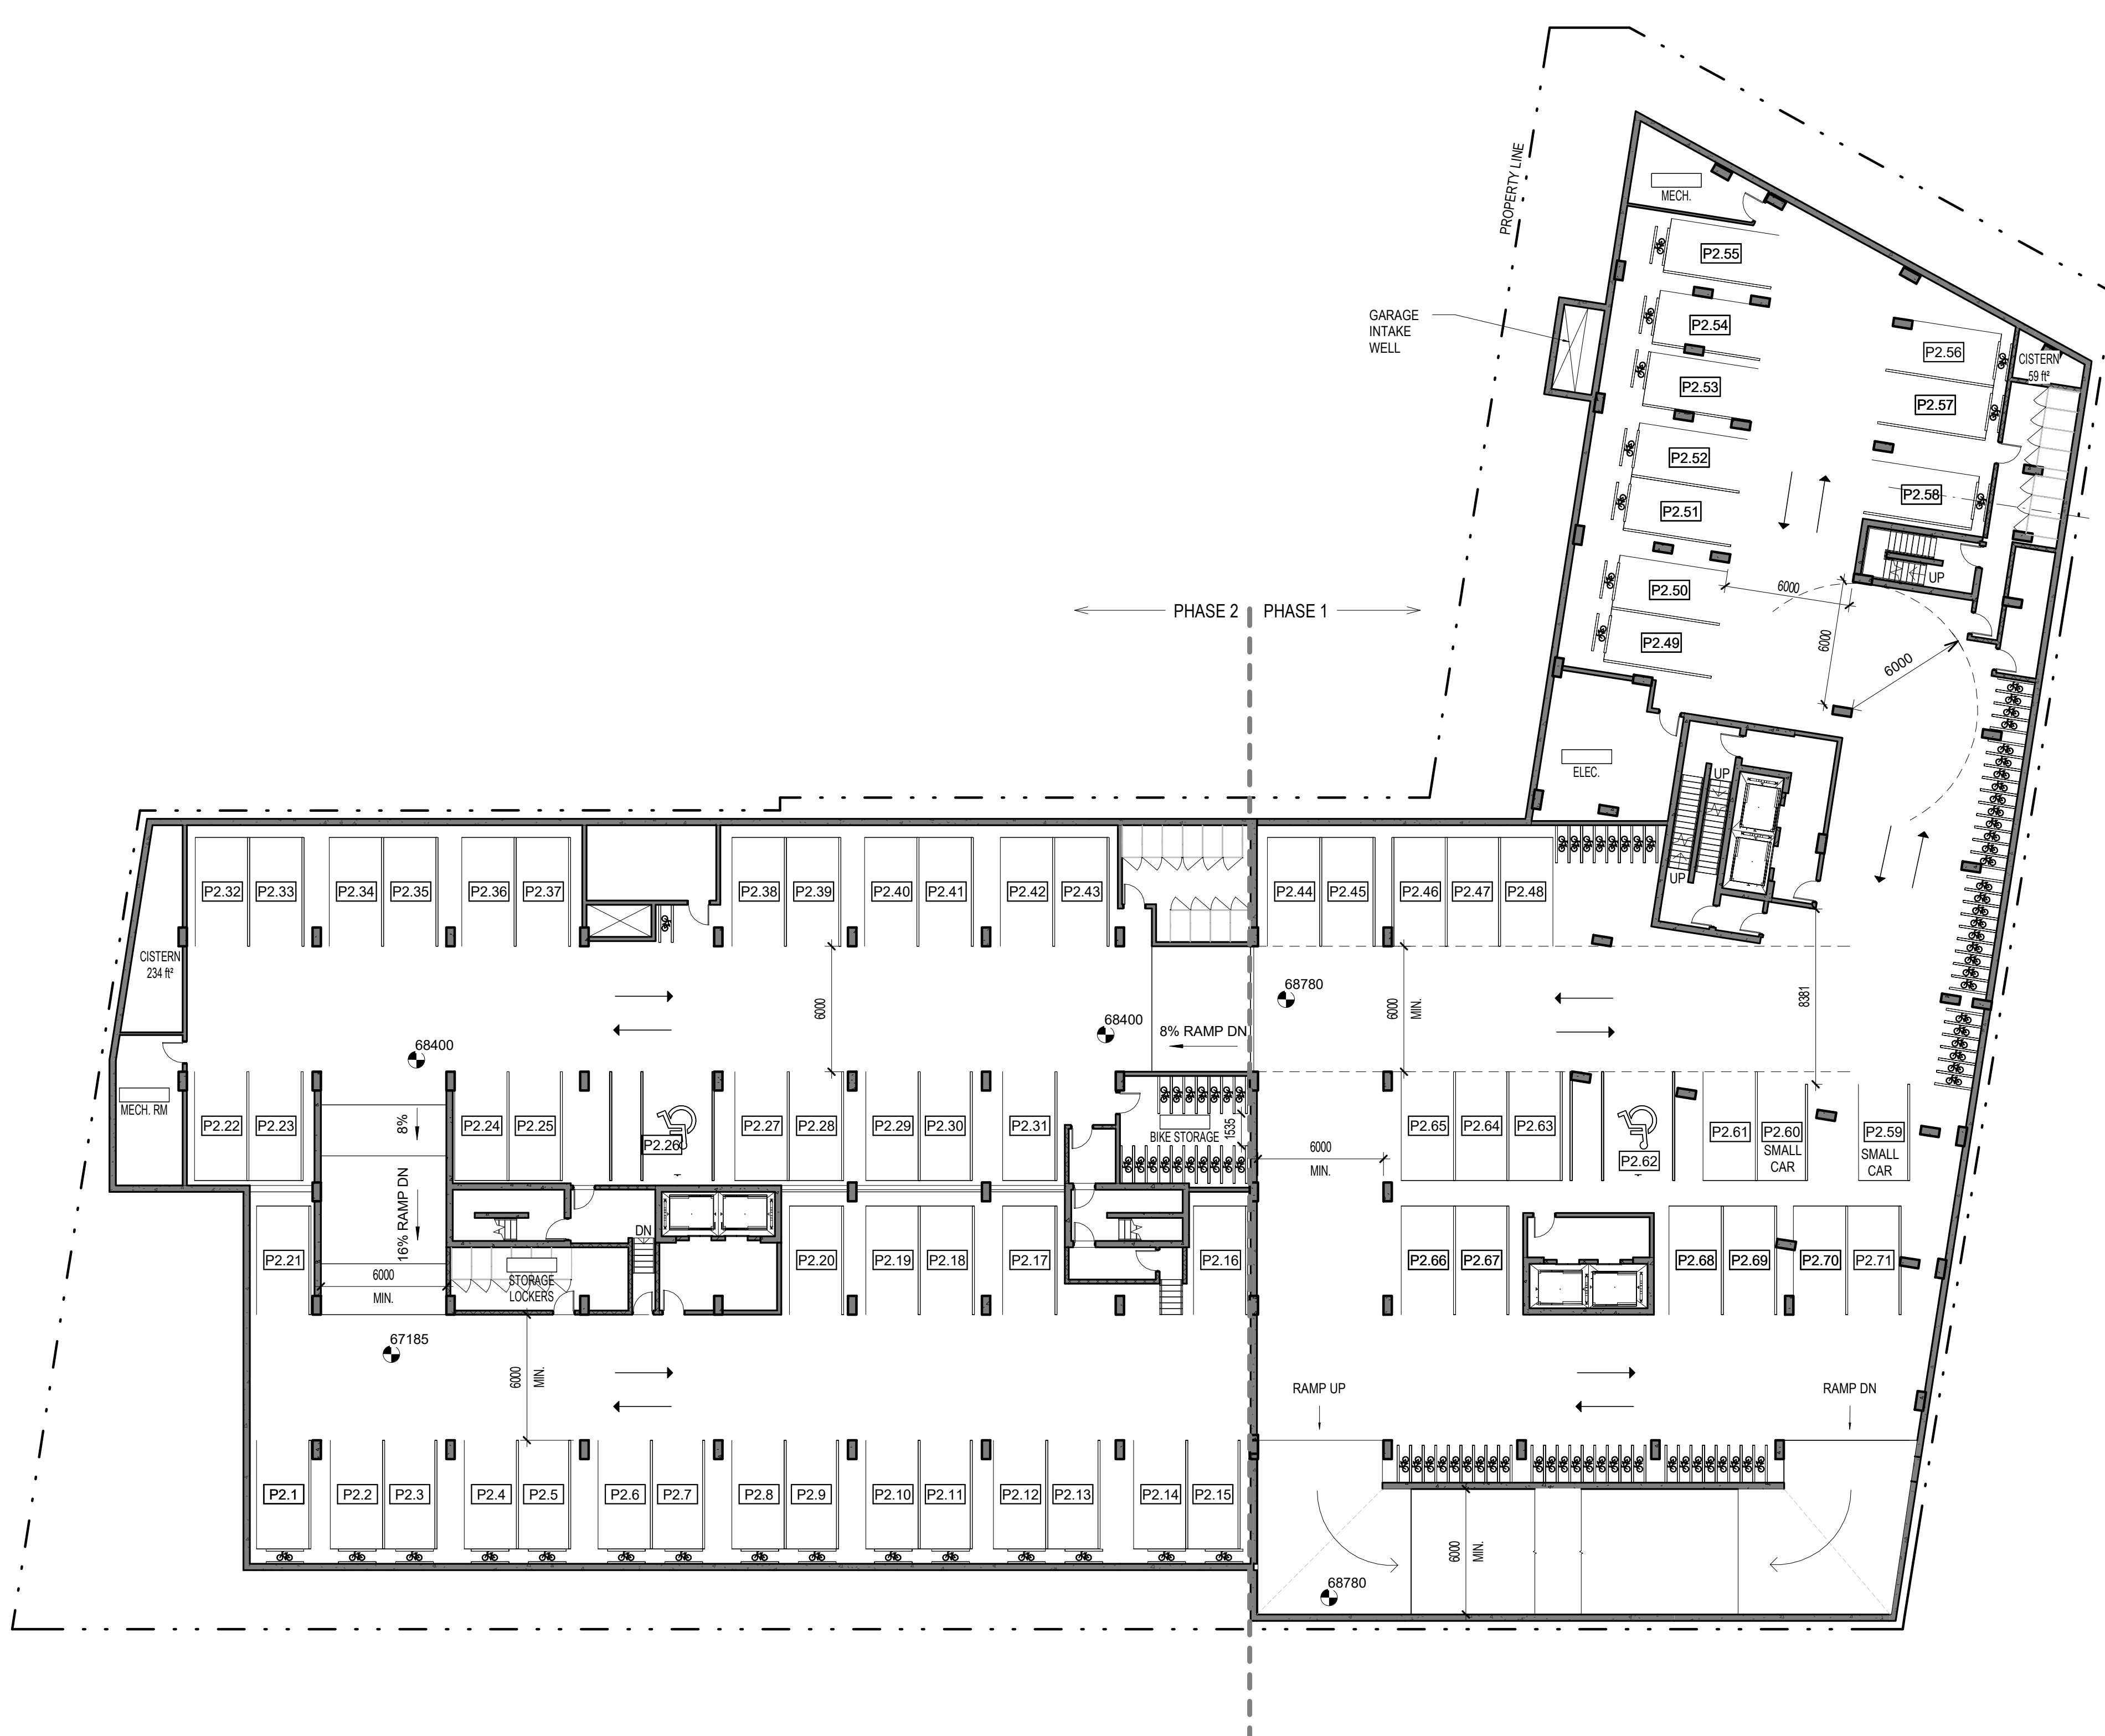 PROPERTY LINE
MECH.
P2.55
GARAGE
INTAKE
WELL
P2.54
P2.53
P2.52
P2.51
P2.50
P2.49
P2.56
CISTERN
59 ft²
P2.57
P2.58
UP
6000
6000
6000
PHASE 2
PHASE 1
ELEC.
UP
UP
P2.32
P2.33
P2.34
P2.35
P2.36
P2.37
P2.38
P2.39
P2.40
P2.41
P2.42
P2.43
P2.44
P2.45
P2.46
P2.47
P2.48
CISTERN
234 ft²
68400
6000
68400
8% RAMP DN
68780
6000
MIN.
8381
MECH. RM
P2.22
P2.23
8%
16% RAMP DN
P2.24
P2.25
P2.26
P2.27
P2.28
P2.29
P2.30
P2.31
BIKE STORAGE
1535
6000
MIN.
P2.65
P2.64
P2.63
P2.62
P2.61
P2.60
SMALL
CAR
P2.59
SMALL
CAR
P2.21
6000
MIN.
STORAGE
LOCKERS
DN
P2.20
P2.19
P2.18
P2.17
P2.16
P2.66
P2.67
P2.68
P2.69
P2.70
P2.71
67185
6000
MIN.
RAMP UP
RAMP DN
P2.1
P2.2
P2.3
P2.4
P2.5
P2.6
P2.7
P2.8
P2.9
P2.10
P2.11
P2.12
P2.13
P2.14
P2.15
6000
MIN.
68780